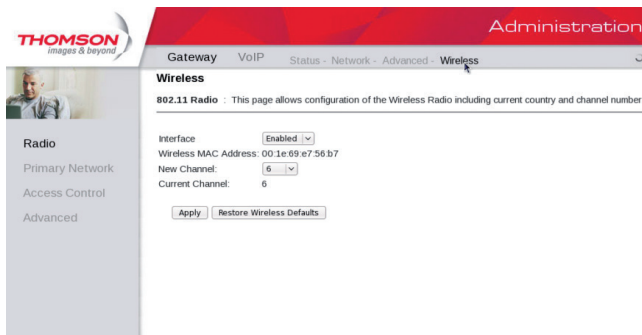 Administration
THOMSON
images & beyond
Gateway VoIP Status - Network - Advanced - Wireless
Wireless
802.11 Radio : This page allows configuration of the Wireless Radio including current country and channel number
Radio
Primary Network
Access Control
Advanced
Interface Enabled
Wireless MAC Address: 00:1e:69:e7:56:b7
New Channel: 6
Current Channel: 6
Apply Restore Wireless Defaults